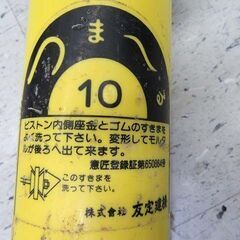 つまへ
10
ピストン内側座金とゴムのすきまを
よく洗って下さい。変形してモルタ
ルが後ろへ出て来ます。
意匠登録証第850864号
このすきまを
洗って下さい。
株式会社 友定建機